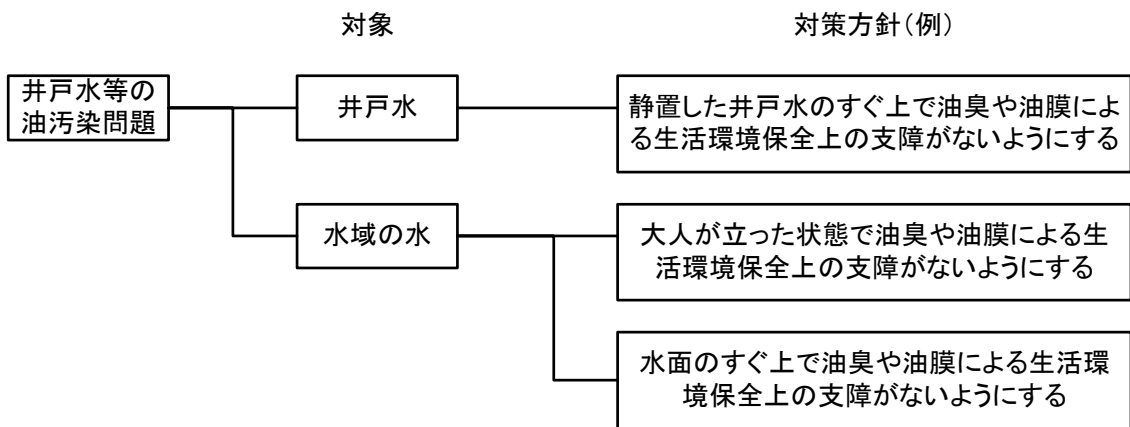 対象
対策方針(例)
井戸水等の
油汚染問題
井戸水
静置した井戸水のすぐ上で油臭や油膜によ
る生活環境保全上の支障がないようにする
水域の水
大人が立った状態で油臭や油膜による生
活環境保全上の支障がないようにする
水面のすぐ上で油臭や油膜による生活環
境保全上の支障がないようにする